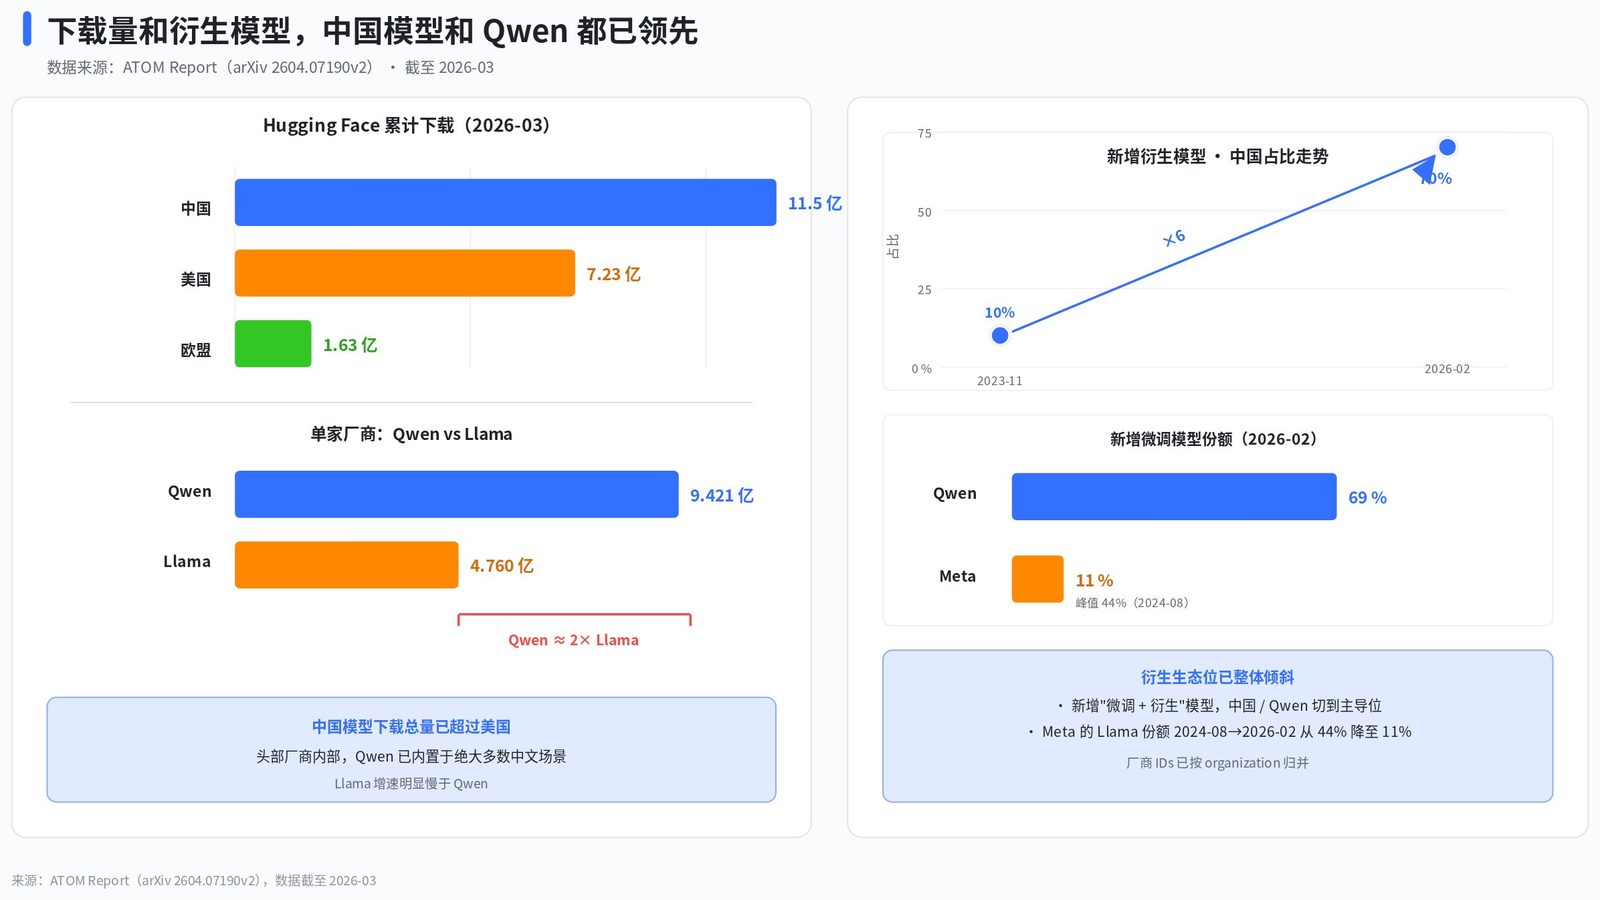 下载量和衍生模型，中国模型和 Qwen 都已领先
数据来源：ATOM Report（arXiv 2604.07190v2） · 截至 2026-03
Hugging Face 累计下载（2026-03）
中国
11.5 亿
美国
7.23 亿
欧盟
1.63 亿
单家厂商：Qwen vs Llama
Qwen
9.421 亿
Llama
4.760 亿
Qwen ≈ 2× Llama
中国模型下载总量已超过美国
头部厂商内部，Qwen 已内置于绝大多数中文场景
Llama 增速明显慢于 Qwen
新增衍生模型 · 中国占比走势
占比
75
50
25
0 %
10%
×6
70%
2023-11
2026-02
新增微调模型份额（2026-02）
Qwen
69 %
Meta
11 %
峰值 44%（2024-08）
衍生生态位已整体倾斜
· 新增"微调 + 衍生"模型，中国 / Qwen 切到主导位
· Meta 的 Llama 份额 2024-08→2026-02 从 44% 降至 11%
厂商 IDs 已按 organization 归并
来源：ATOM Report（arXiv 2604.07190v2），数据截至 2026-03